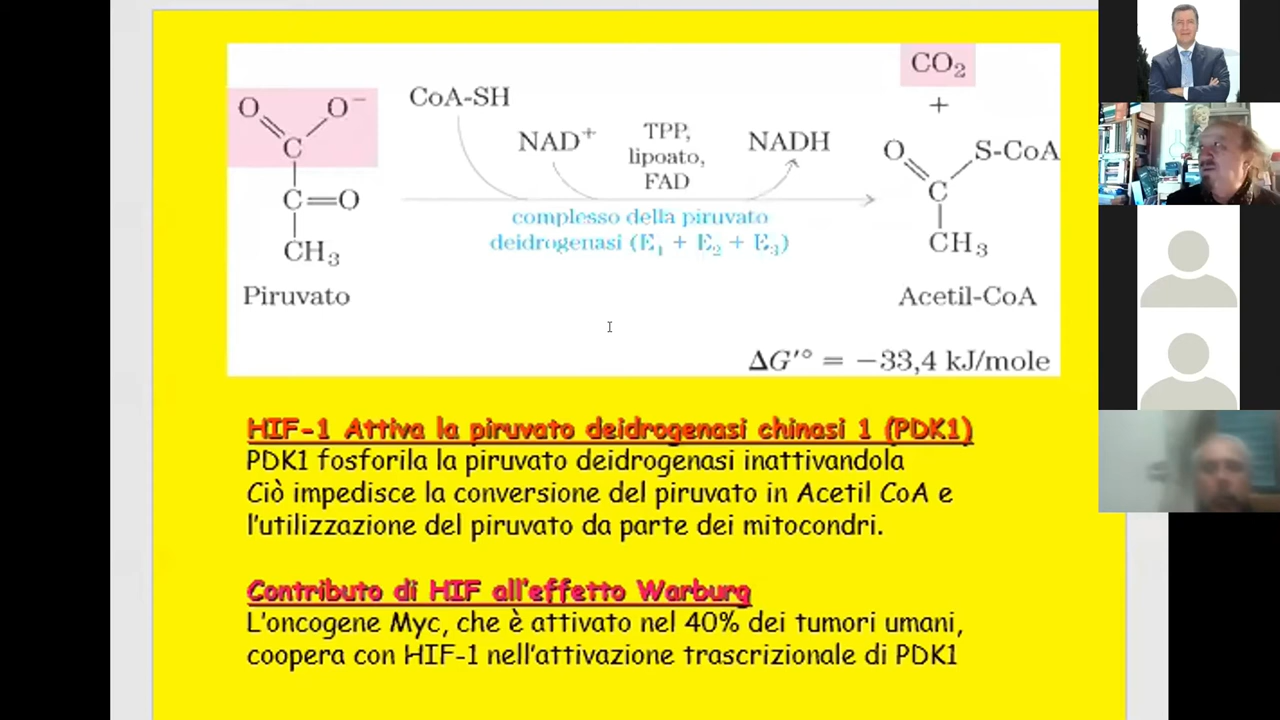 CO₂
+
O O⁻
C
C=O
CH₃
Piruvato
CoA-SH
NAD⁺
TPP,
lipoato,
FAD
NADH
complesso della piruvato
deidrogenasi (E₁ + E₂ + E₃)
O S-CoA
C
CH₃
Acetil-CoA
ΔG′° = −33,4 kJ/mole
HIF-1 Attiva la piruvato deidrogenasi chinasi 1 (PDK1)
PDK1 fosforila la piruvato deidrogenasi inattivandola
Ciò impedisce la conversione del piruvato in Acetil CoA e
l'utilizzazione del piruvato da parte dei mitocondri.
Contributo di HIF all'effetto Warburg
L'oncogene Myc, che è attivato nel 40% dei tumori umani,
coopera con HIF-1 nell'attivazione trascrizionale di PDK1